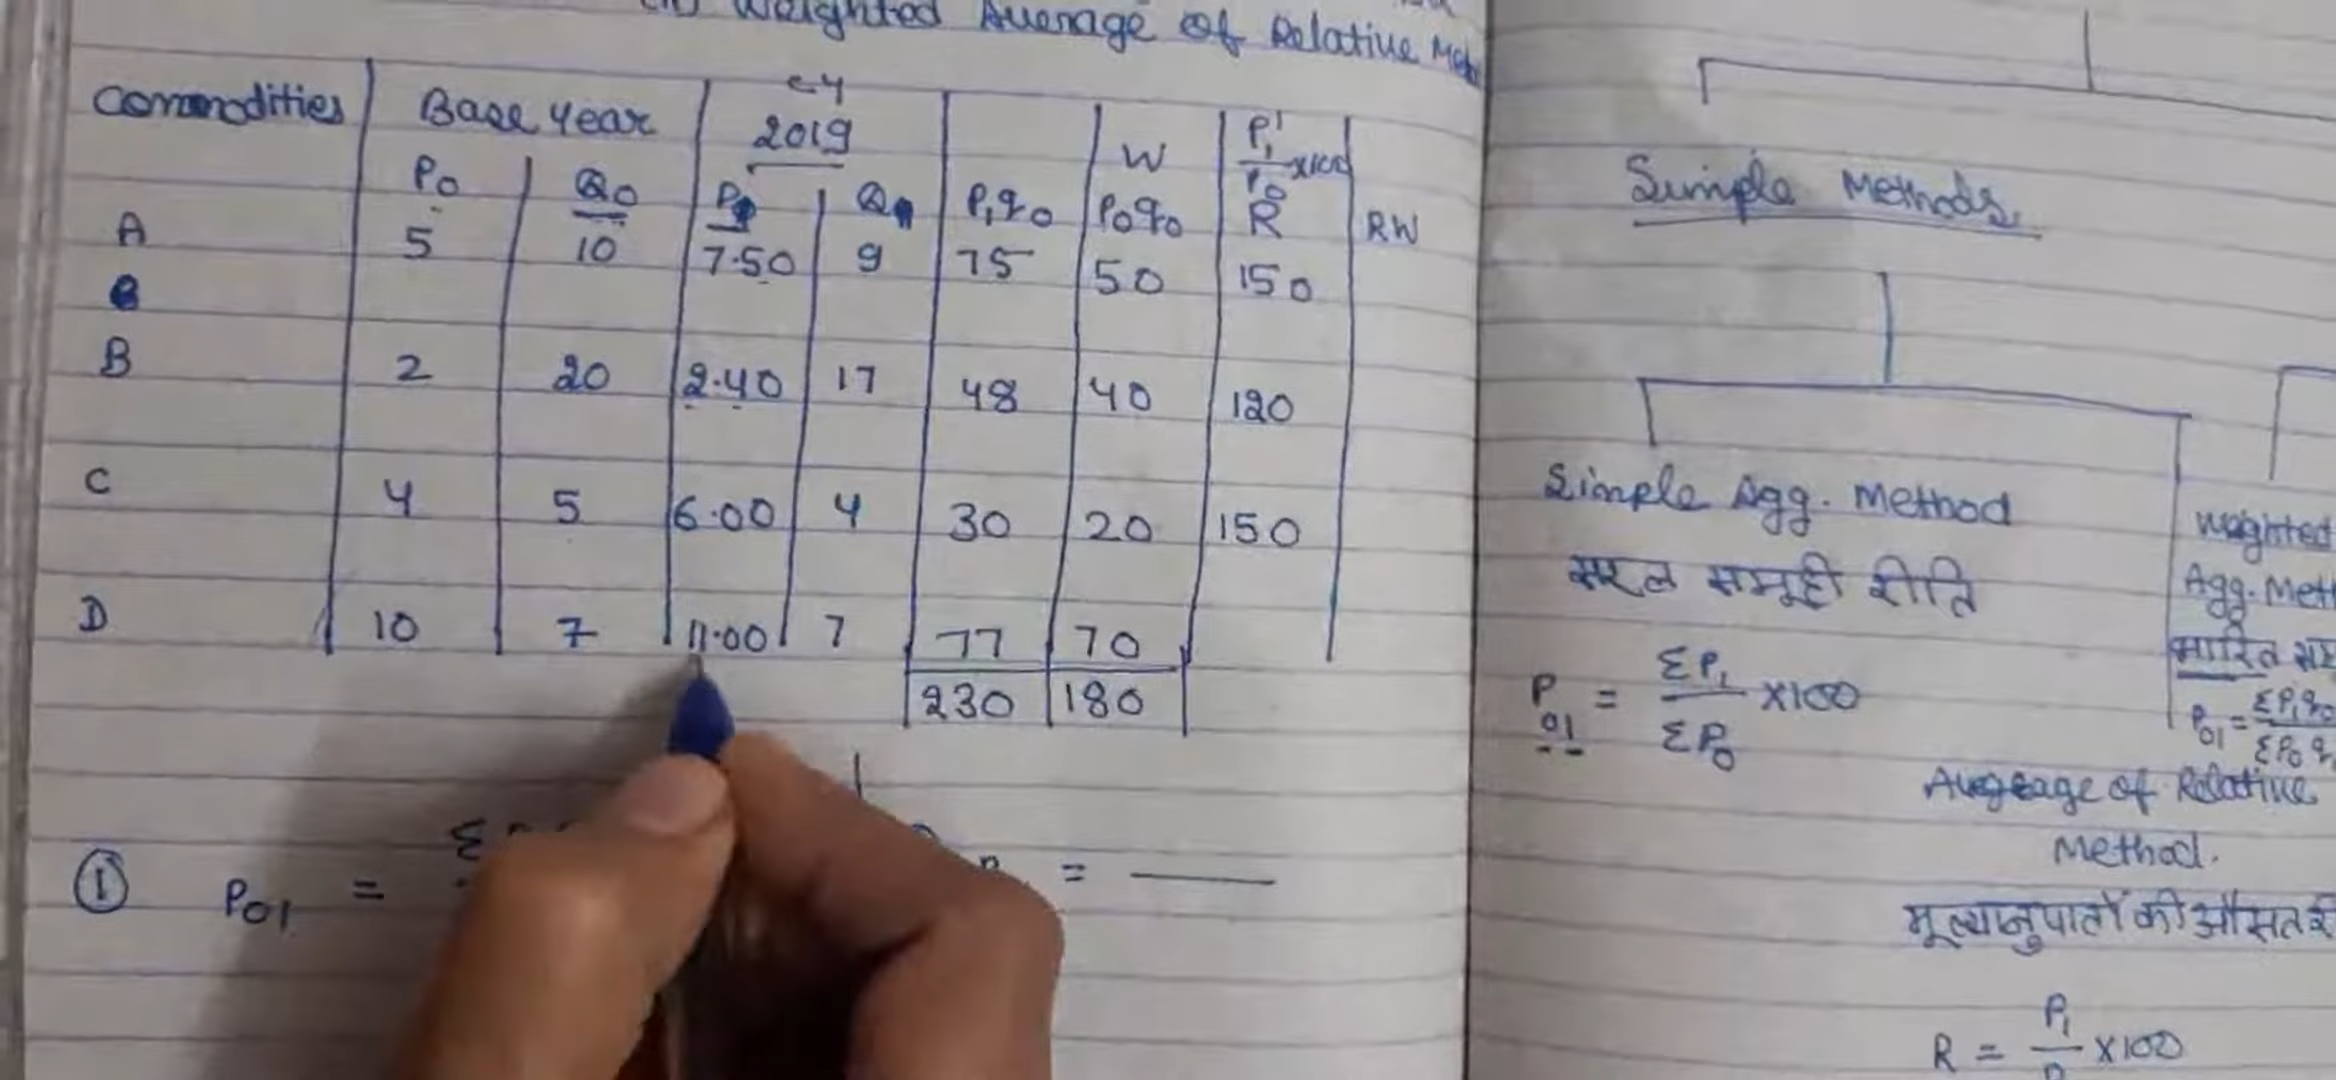 Weighted Average of Relative
Commodities Base year cy 2019
P0 Q0 P1 Q1 P1q0 W P0q0 P1/P0 ×100 R RW
A 5 10 7.50 9 75 50 150
B 2 20 2.40 17 48 40 120
C 4 5 6.00 4 30 20 150
D 10 7 11.00 7 77 70
230 180
① P01 = Σ =
Simple Methods.
Simple Agg. Method
सरल समूही रीति
P01 = ΣP1 / ΣP0 ×100
Weighted
Agg. Met
भारित
P01 = ΣP1q0 / ΣP0q
Average of Relative
Method.
मूल्यानुपातों की औसत
R = P1 / P ×100